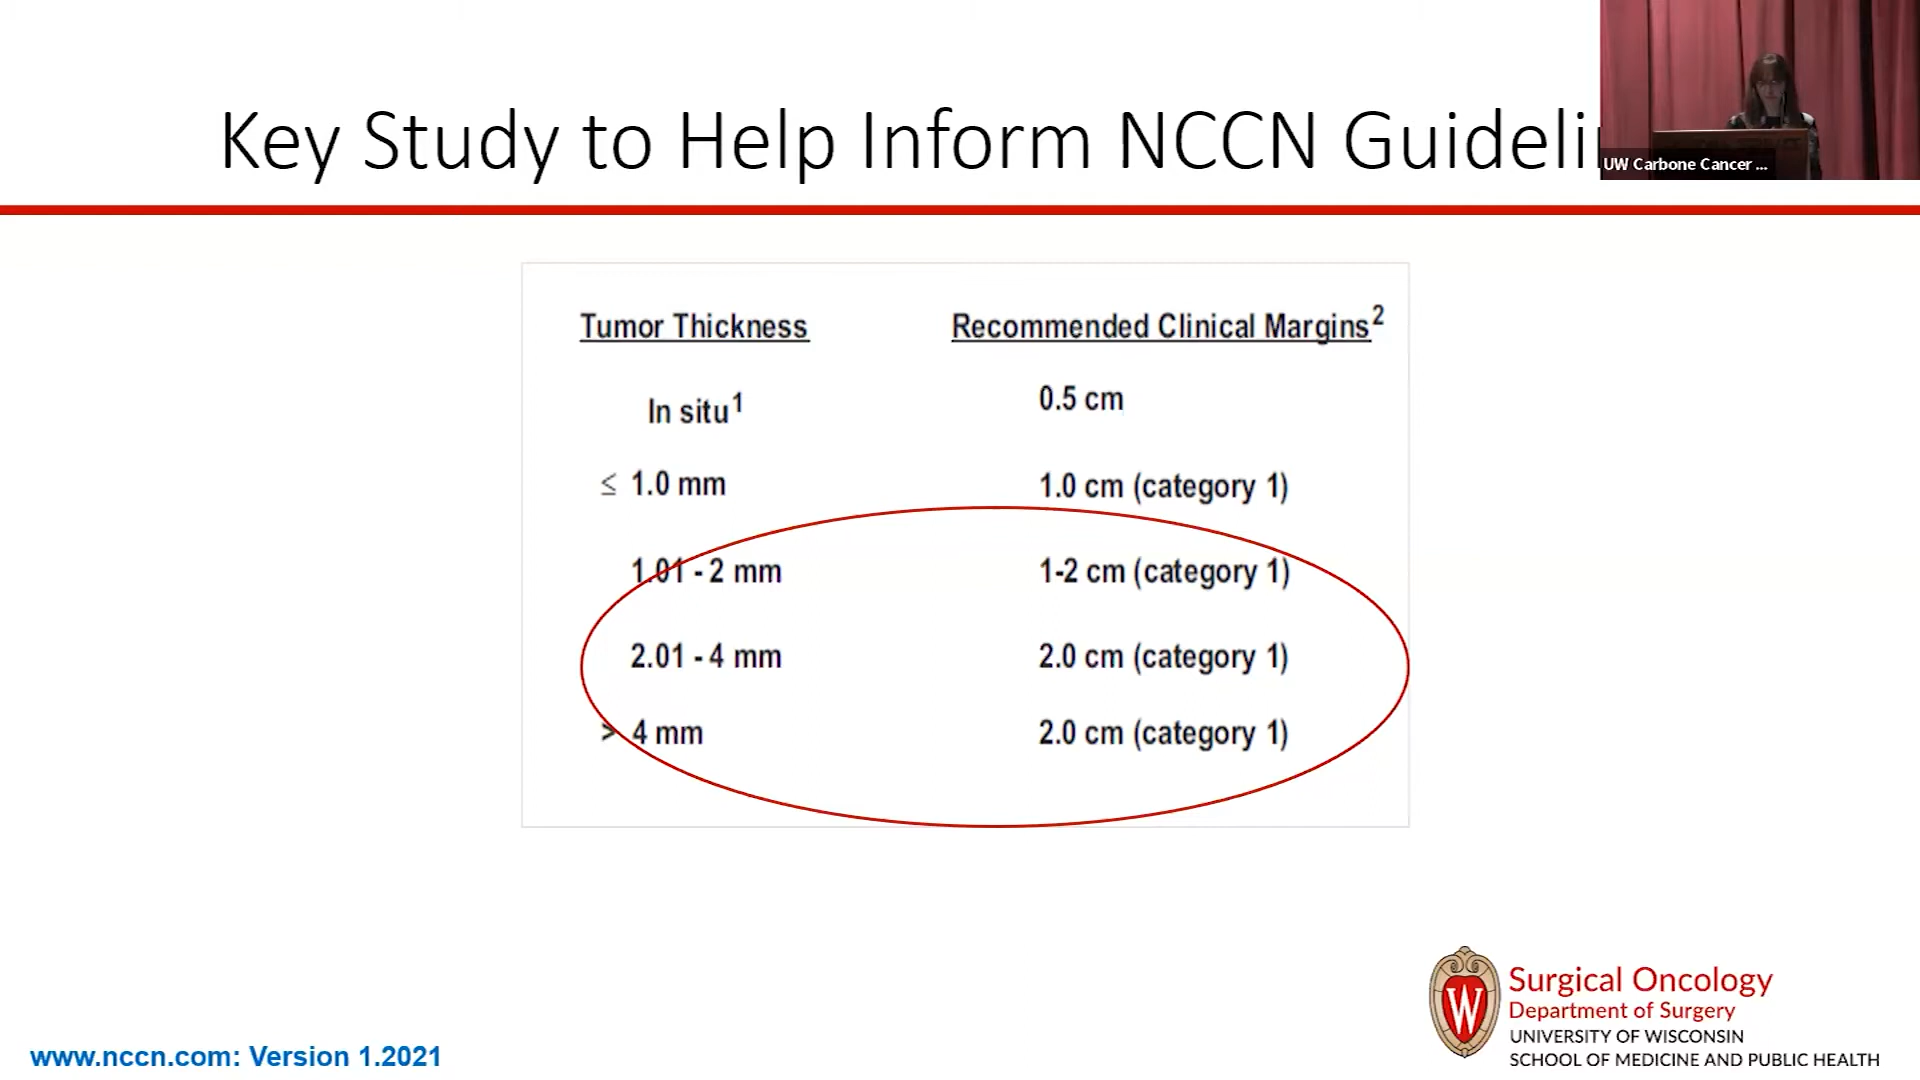 Key Study to Help Inform NCCN Guideli
UW Carbone Cancer ...
Tumor Thickness Recommended Clinical Margins2
In situ1 0.5 cm
≤ 1.0 mm 1.0 cm (category 1)
1.01 - 2 mm 1-2 cm (category 1)
2.01 - 4 mm 2.0 cm (category 1)
> 4 mm 2.0 cm (category 1)
W
Surgical Oncology
Department of Surgery
UNIVERSITY OF WISCONSIN
SCHOOL OF MEDICINE AND PUBLIC HEALTH
www.nccn.com: Version 1.2021